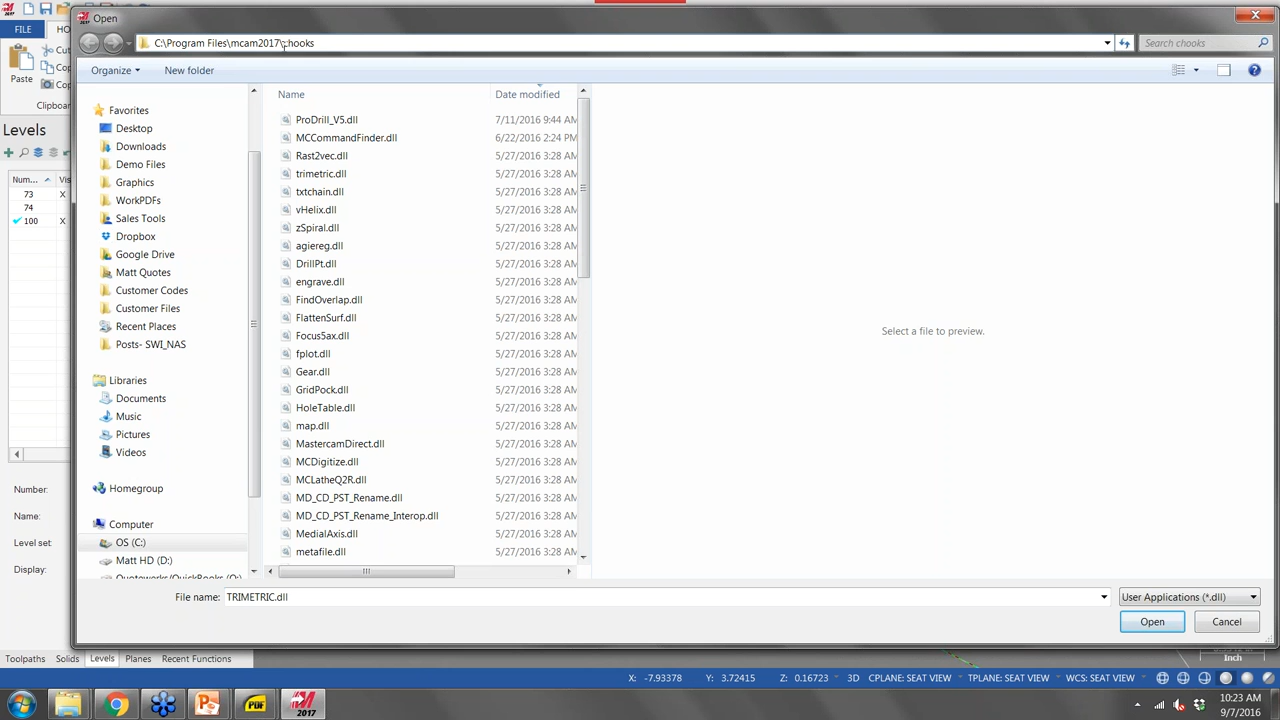 Open
C:\Program Files\mcam2017\chooks
Search chooks
FILE
HO
Paste
Cut
Cop
Cop
Clipboard
Organize
New folder
Levels
Num...
Vis
73 X
74
100 X
Number:
Name:
Level set:
Display:
Favorites
Desktop
Downloads
Demo Files
Graphics
WorkPDFs
Sales Tools
Dropbox
Google Drive
Matt Quotes
Customer Codes
Customer Files
Recent Places
Posts- SWI_NAS
Libraries
Documents
Music
Pictures
Videos
Homegroup
Computer
OS (C:)
Matt HD (D:)
Quoteworks/QuickBooks (Q:)
Name Date modified
ProDrill_V5.dll 7/11/2016 9:44 AM
MCCommandFinder.dll 6/22/2016 2:24 PM
Rast2vec.dll 5/27/2016 3:28 AM
trimetric.dll 5/27/2016 3:28 AM
txtchain.dll 5/27/2016 3:28 AM
vHelix.dll 5/27/2016 3:28 AM
zSpiral.dll 5/27/2016 3:28 AM
agiereg.dll 5/27/2016 3:28 AM
DrillPt.dll 5/27/2016 3:28 AM
engrave.dll 5/27/2016 3:28 AM
FindOverlap.dll 5/27/2016 3:28 AM
FlattenSurf.dll 5/27/2016 3:28 AM
Focus5ax.dll 5/27/2016 3:28 AM
fplot.dll 5/27/2016 3:28 AM
Gear.dll 5/27/2016 3:28 AM
GridPock.dll 5/27/2016 3:28 AM
HoleTable.dll 5/27/2016 3:28 AM
map.dll 5/27/2016 3:28 AM
MastercamDirect.dll 5/27/2016 3:28 AM
MCDigitize.dll 5/27/2016 3:28 AM
MCLatheQ2R.dll 5/27/2016 3:28 AM
MD_CD_PST_Rename.dll 5/27/2016 3:28 AM
MD_CD_PST_Rename_Interop.dll 5/27/2016 3:28 AM
MedialAxis.dll 5/27/2016 3:28 AM
metafile.dll 5/27/2016 3:28 AM
Select a file to preview.
File name: TRIMETRIC.dll
User Applications (*.dll)
Open
Cancel
Toolpaths Solids Levels Planes Recent Functions
Inch
X: -7.93378 Y: 3.72415 Z: 0.16723 3D CPLANE: SEAT VIEW TPLANE: SEAT VIEW WCS: SEAT VIEW
PDF
2017
10:23 AM
9/7/2016